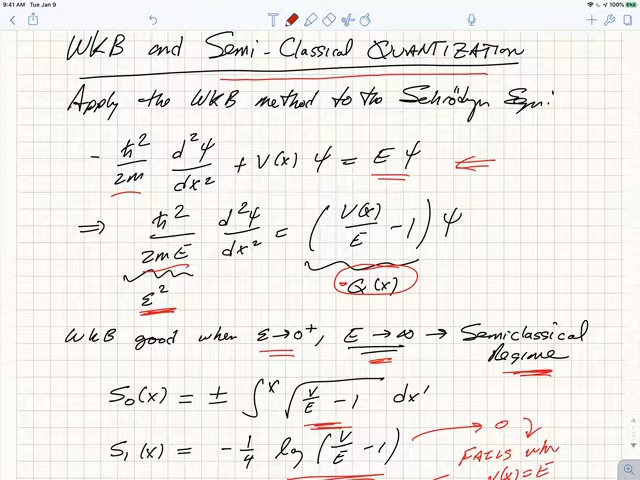 9:41 AM Tue Jan 9
100%
WKB and Semi-Classical QUANTIZATION
Apply the WKB method to the Schrödyn Eqn:
- ħ²/2m d²ψ/dx² + V(x) ψ = E ψ ⇐
⇒ ħ²/2mE d²ψ/dx² = (V(x)/E - 1) ψ
ε² Q(x)
WKB good when ε→0⁺, E → ∞ → Semiclassical
Regime
S₀(x) = ± ∫ˣ √(V/E - 1) dx'
S₁(x) = - 1/4 log (V/E - 1) → 0
FAILS when
V(x) = E